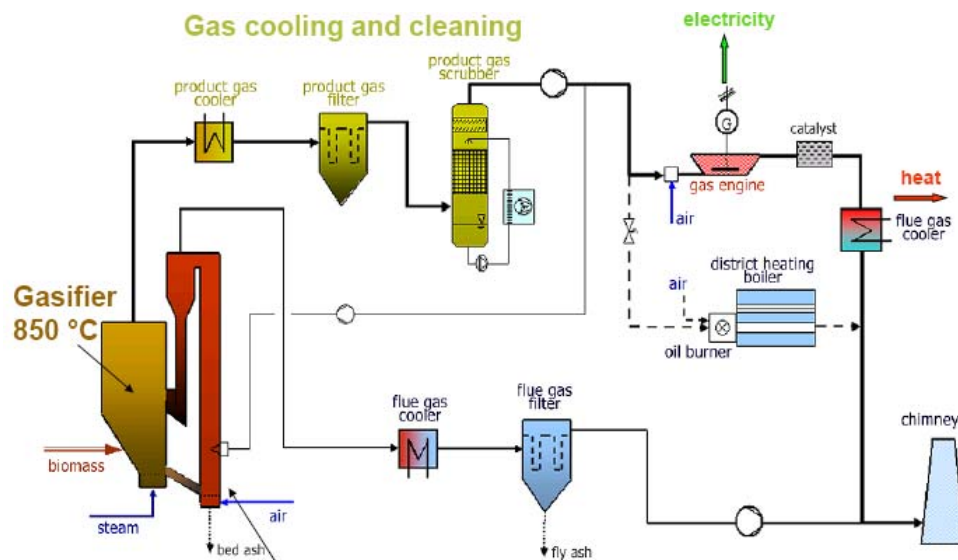 Gas cooling and cleaning
electricity
product gas
scrubber
product gas
cooler
product gas
filter
G
catalyst
gas engine
heat
air
flue gas
cooler
district heating
boiler
air
Gasifier
850 °C
oil burner
flue gas
cooler
flue gas
filter
chimney
biomass
steam
air
bed ash
fly ash